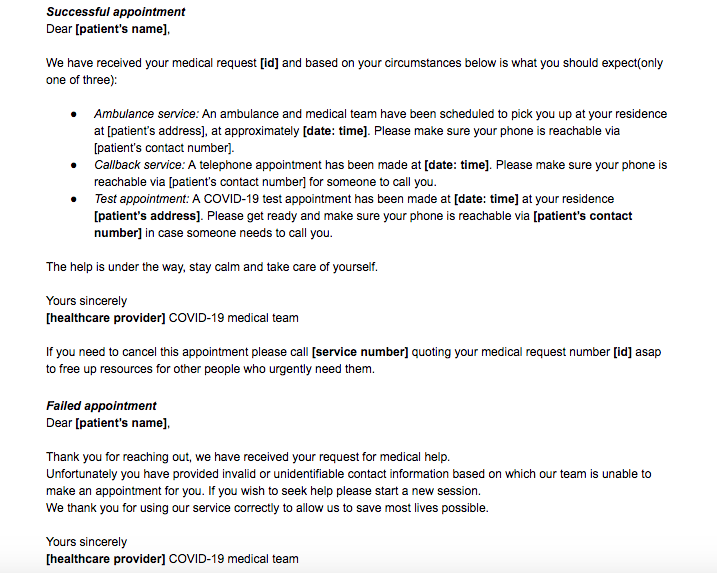 Successful appointment
Dear [patient's name],
We have received your medical request [id] and based on your circumstances below is what you should expect(only
one of three):
● Ambulance service: An ambulance and medical team have been scheduled to pick you up at your residence
at [patient's address], at approximately [date: time]. Please make sure your phone is reachable via
[patient's contact number].
● Callback service: A telephone appointment has been made at [date: time]. Please make sure your phone is
reachable via [patient's contact number] for someone to call you.
● Test appointment: A COVID-19 test appointment has been made at [date: time] at your residence
[patient's address]. Please get ready and make sure your phone is reachable via [patient's contact
number] in case someone needs to call you.
The help is under the way, stay calm and take care of yourself.
Yours sincerely
[healthcare provider] COVID-19 medical team
If you need to cancel this appointment please call [service number] quoting your medical request number [id] asap
to free up resources for other people who urgently need them.
Failed appointment
Dear [patient's name],
Thank you for reaching out, we have received your request for medical help.
Unfortunately you have provided invalid or unidentifiable contact information based on which our team is unable to
make an appointment for you. If you wish to seek help please start a new session.
We thank you for using our service correctly to allow us to save most lives possible.
Yours sincerely
[healthcare provider] COVID-19 medical team